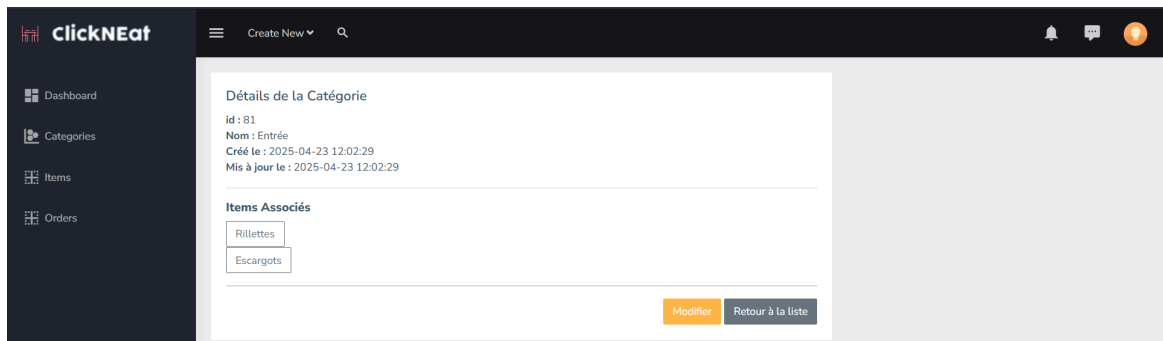 ClickNEat
Create New
Dashboard
Categories
Items
Orders
Détails de la Catégorie
id : 81
Nom : Entrée
Créé le : 2025-04-23 12:02:29
Mis à jour le : 2025-04-23 12:02:29
Items Associés
Rillettes
Escargots
Modifier Retour à la liste